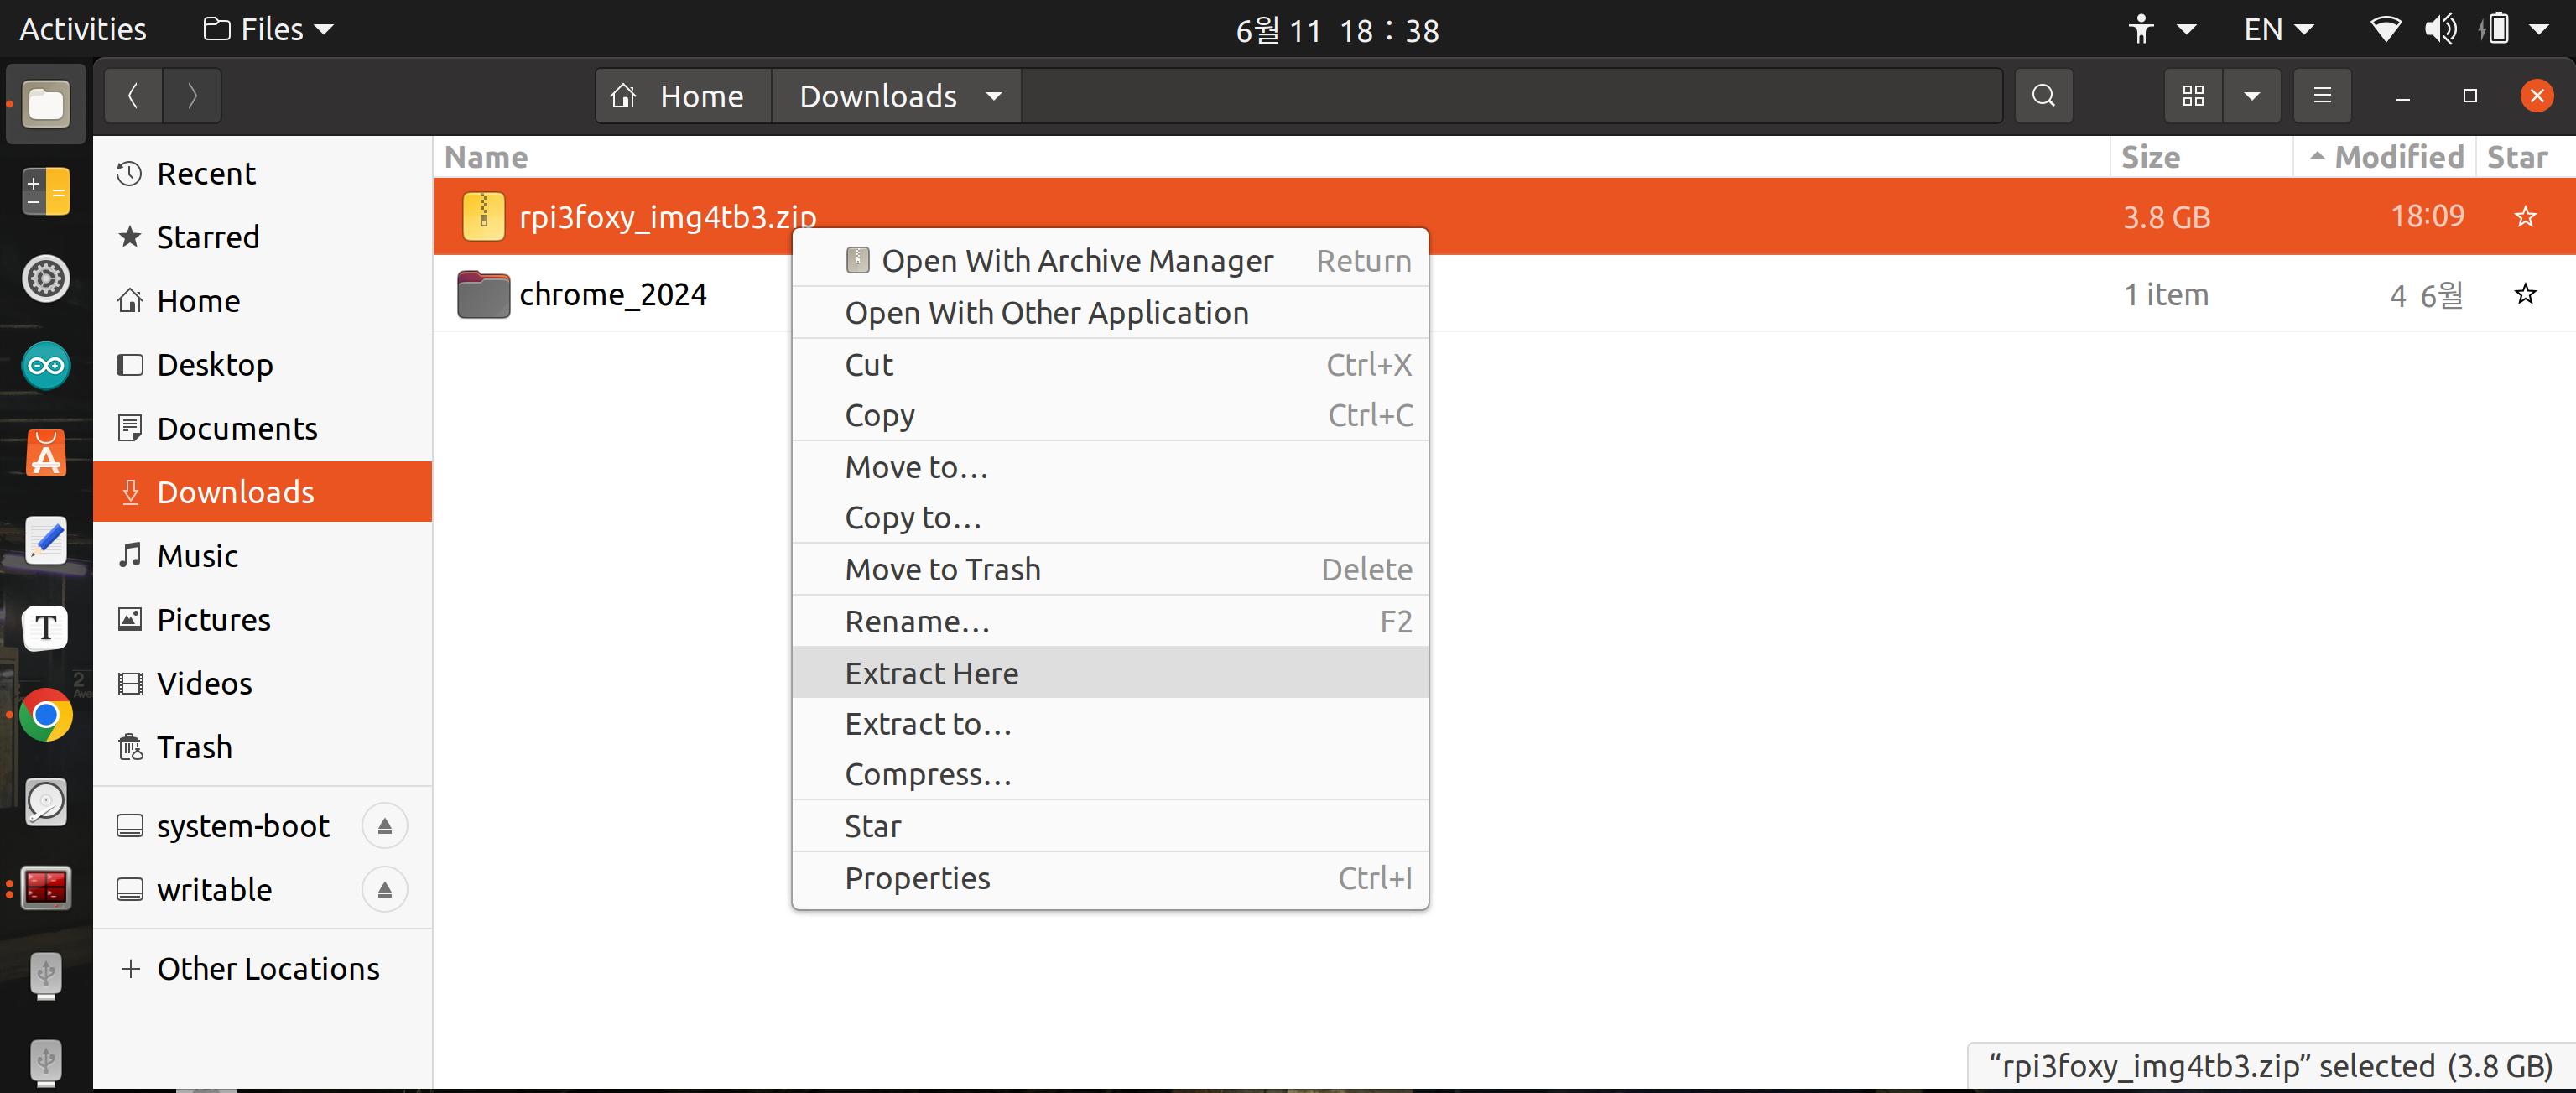 Activities
Files
6월 11 18 : 38
EN
Home
Downloads
Name
Size
Modified
Star
Recent
Starred
Home
Desktop
Documents
Downloads
Music
Pictures
Videos
Trash
system-boot
writable
Other Locations
rpi3foxy_img4tb3.zip
3.8 GB
18:09
chrome_2024
1 item
4 6월
Open With Archive Manager Return
Open With Other Application
Cut Ctrl+X
Copy Ctrl+C
Move to…
Copy to…
Move to Trash Delete
Rename… F2
Extract Here
Extract to…
Compress…
Star
Properties Ctrl+I
“rpi3foxy_img4tb3.zip” selected (3.8 GB)